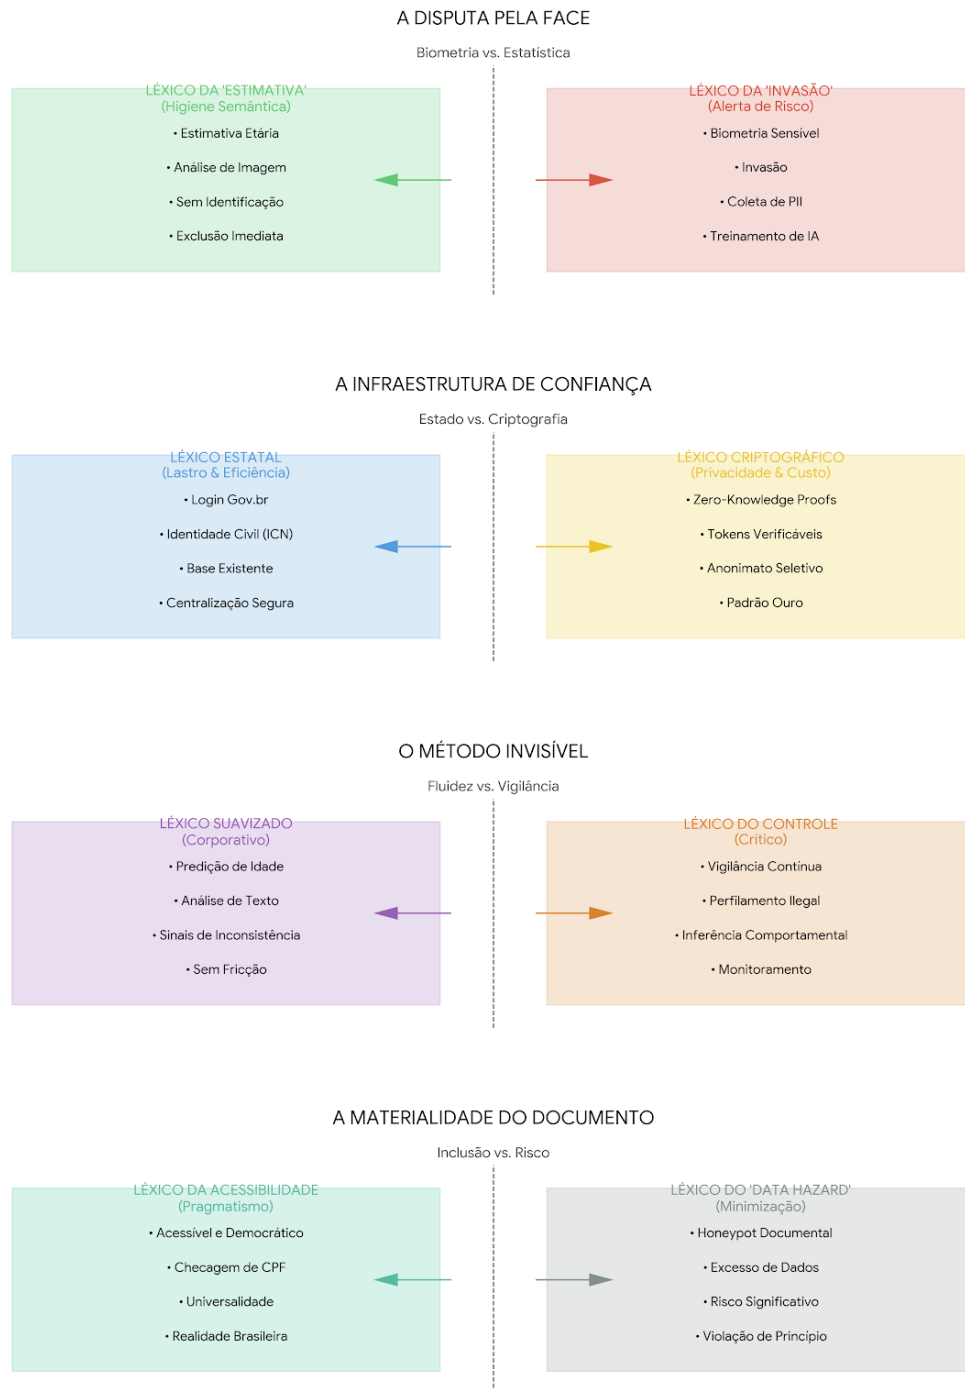 A DISPUTA PELA FACE
Biometria vs. Estatística
LÉXICO DA 'ESTIMATIVA'
(Higiene Semântica)
• Estimativa Etária
• Análise de Imagem
• Sem Identificação
• Exclusão Imediata
LÉXICO DA 'INVASÃO'
(Alerta de Risco)
• Biometria Sensível
• Invasão
• Coleta de PII
• Treinamento de IA
A INFRAESTRUTURA DE CONFIANÇA
Estado vs. Criptografia
LÉXICO ESTATAL
(Lastro & Eficiência)
• Login Gov.br
• Identidade Civil (ICN)
• Base Existente
• Centralização Segura
LÉXICO CRIPTOGRÁFICO
(Privacidade & Custo)
• Zero-Knowledge Proofs
• Tokens Verificáveis
• Anonimato Seletivo
• Padrão Ouro
O MÉTODO INVISÍVEL
Fluidez vs. Vigilância
LÉXICO SUAVIZADO
(Corporativo)
• Predição de Idade
• Análise de Texto
• Sinais de Inconsistência
• Sem Fricção
LÉXICO DO CONTROLE
(Crítico)
• Vigilância Contínua
• Perfilamento Ilegal
• Inferência Comportamental
• Monitoramento
A MATERIALIDADE DO DOCUMENTO
Inclusão vs. Risco
LÉXICO DA ACESSIBILIDADE
(Pragmatismo)
• Acessível e Democrático
• Checagem de CPF
• Universalidade
• Realidade Brasileira
LÉXICO DO 'DATA HAZARD'
(Minimização)
• Honeypot Documental
• Excesso de Dados
• Risco Significativo
• Violação de Princípio